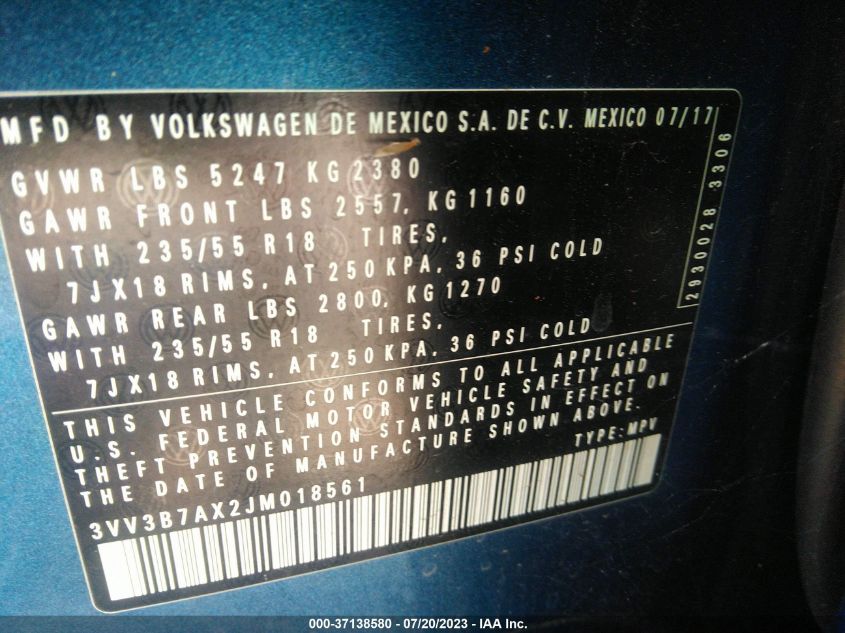 MFD BY VOLKSWAGEN DE MEXICO S.A. DE C.V. MEXICO 07/17
GVWR LBS 5247 KG 2380
GAWR FRONT LBS 2557, KG1160
WITH 235/55 R18 TIRES,
7JX18 RIMS, AT 250 KPA, 36 PSI COLD
GAWR REAR LBS 2800, KG1270
WITH 235/55 R18 TIRES,
7JX18 RIMS, AT 250 KPA, 36 PSI COLD
2930028 3306
THIS VEHICLE CONFORMS TO ALL APPLICABLE
U.S. FEDERAL MOTOR VEHICLE SAFETY AND
THEFT PREVENTION STANDARDS IN EFFECT ON
THE DATE OF MANUFACTURE SHOWN ABOVE.
TYPE:MPV
3VV3B7AX2JM018561
000-37138580 - 07/20/2023 - IAA Inc.